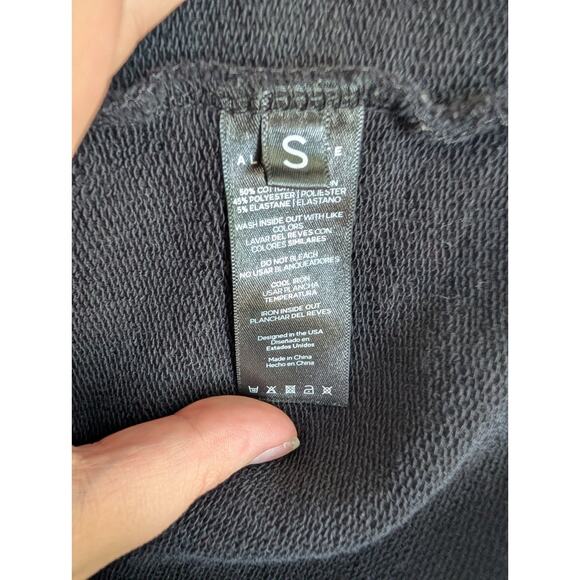 S
50% COTTON
45% POLYESTER | POLIESTER
5% ELASTANE | ELASTANO
WASH INSIDE OUT WITH LIKE
COLORS
LAVAR DEL REVES CON
COLORES SIMILARES
DO NOT BLEACH
NO USAR BLANQUEADORES
COOL IRON
USAR PLANCHA
TEMPERATURA
IRON INSIDE OUT
PLANCHAR DEL REVES
Designed in the USA
Diseñado en
Estados Unidos
Made in China
Hecho en China